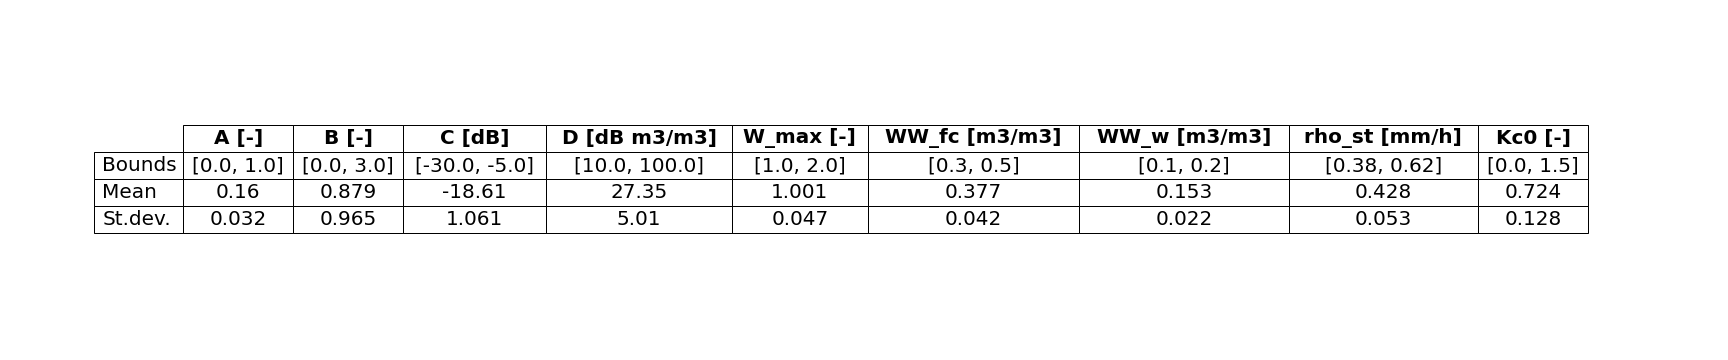 A [-] B [-] C [dB] D [dB m3/m3] W_max [-] WW_fc [m3/m3] WW_w [m3/m3] rho_st [mm/h] Kc0 [-]
Bounds [0.0, 1.0] [0.0, 3.0] [-30.0, -5.0] [10.0, 100.0] [1.0, 2.0] [0.3, 0.5] [0.1, 0.2] [0.38, 0.62] [0.0, 1.5]
Mean 0.16 0.879 -18.61 27.35 1.001 0.377 0.153 0.428 0.724
St.dev. 0.032 0.965 1.061 5.01 0.047 0.042 0.022 0.053 0.128